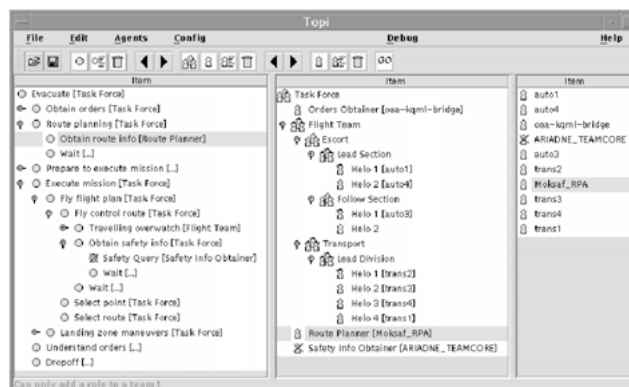 Topi
File Edit Agents Config Debug Help
Item
Evacuate [Task Force]
Obtain orders [Task Force]
Route planning [Task Force]
Obtain route info [Route Planner]
Wait [...]
Prepare to execute mission [...]
Execute mission [Task Force]
Fly flight plan [Task Force]
Fly control route [Task Force]
Travelling overwatch [Flight Team]
Obtain safety info [Task Force]
Safety Query [Safety Info Obtainer]
Wait [...]
Wait [...]
Select point [Task Force]
Select route [Task Force]
Landing zone maneuvers [Task Force]
Understand orders [...]
Dropoff [...]
Item
Task Force
Orders Obtainer [oaa-kqml-bridge]
Flight Team
Escort
Lead Section
Helo 1 [auto1]
Helo 2 [auto4]
Follow Section
Helo 1 [auto3]
Helo 2
Transport
Lead Division
Helo 1 [trans2]
Helo 2 [trans3]
Helo 3 [trans4]
Helo 4 [trans1]
Route Planner [Moksaf_RPA]
Safety Info Obtainer [ARIADNE_TEAMCORE]
Item
auto1
auto4
oaa-kqml-bridge
ARIADNE_TEAMCORE
auto3
trans2
Moksaf_RPA
trans3
trans4
trans1
Can only add a role to a team!